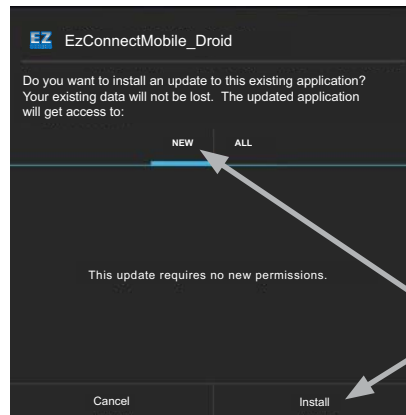 EZ EzConnectMobile_Droid
Do you want to install an update to this existing application?
Your existing data will not be lost. The updated application
will get access to:
NEW ALL
This update requires no new permissions.
Cancel Install